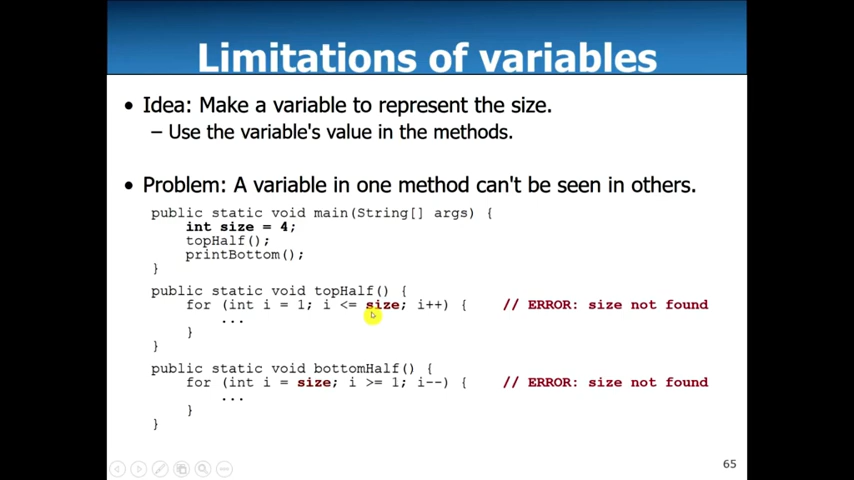 Limitations of variables
• Idea: Make a variable to represent the size.
– Use the variable's value in the methods.
• Problem: A variable in one method can't be seen in others.
public static void main(String[] args) {
int size = 4;
topHalf();
printBottom();
}
public static void topHalf() {
for (int i = 1; i <= size; i++) { // ERROR: size not found
...
}
}
public static void bottomHalf() {
for (int i = size; i >= 1; i--) { // ERROR: size not found
...
}
}
65